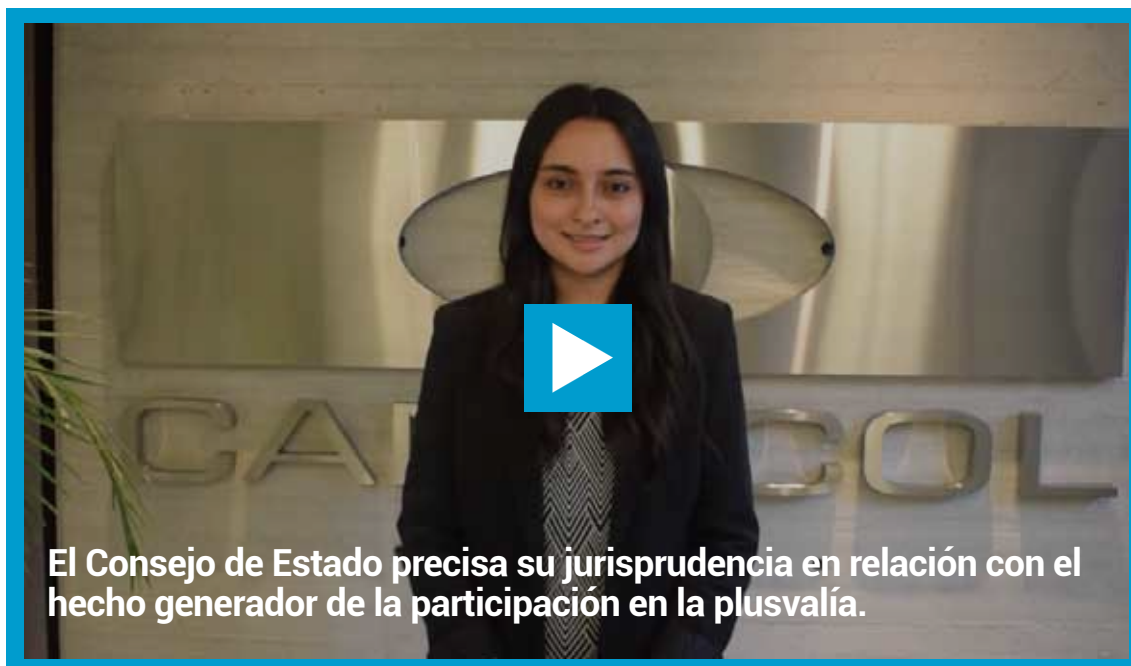 El Consejo de Estado precisa su jurisprudencia en relación con el
hecho generador de la participación en la plusvalía.